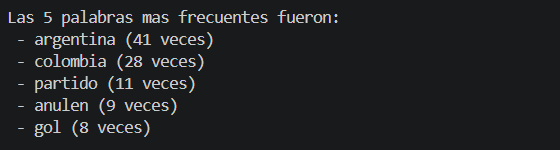 Las 5 palabras mas frecuentes fueron:
- argentina (41 veces)
- colombia (28 veces)
- partido (11 veces)
- anulen (9 veces)
- gol (8 veces)